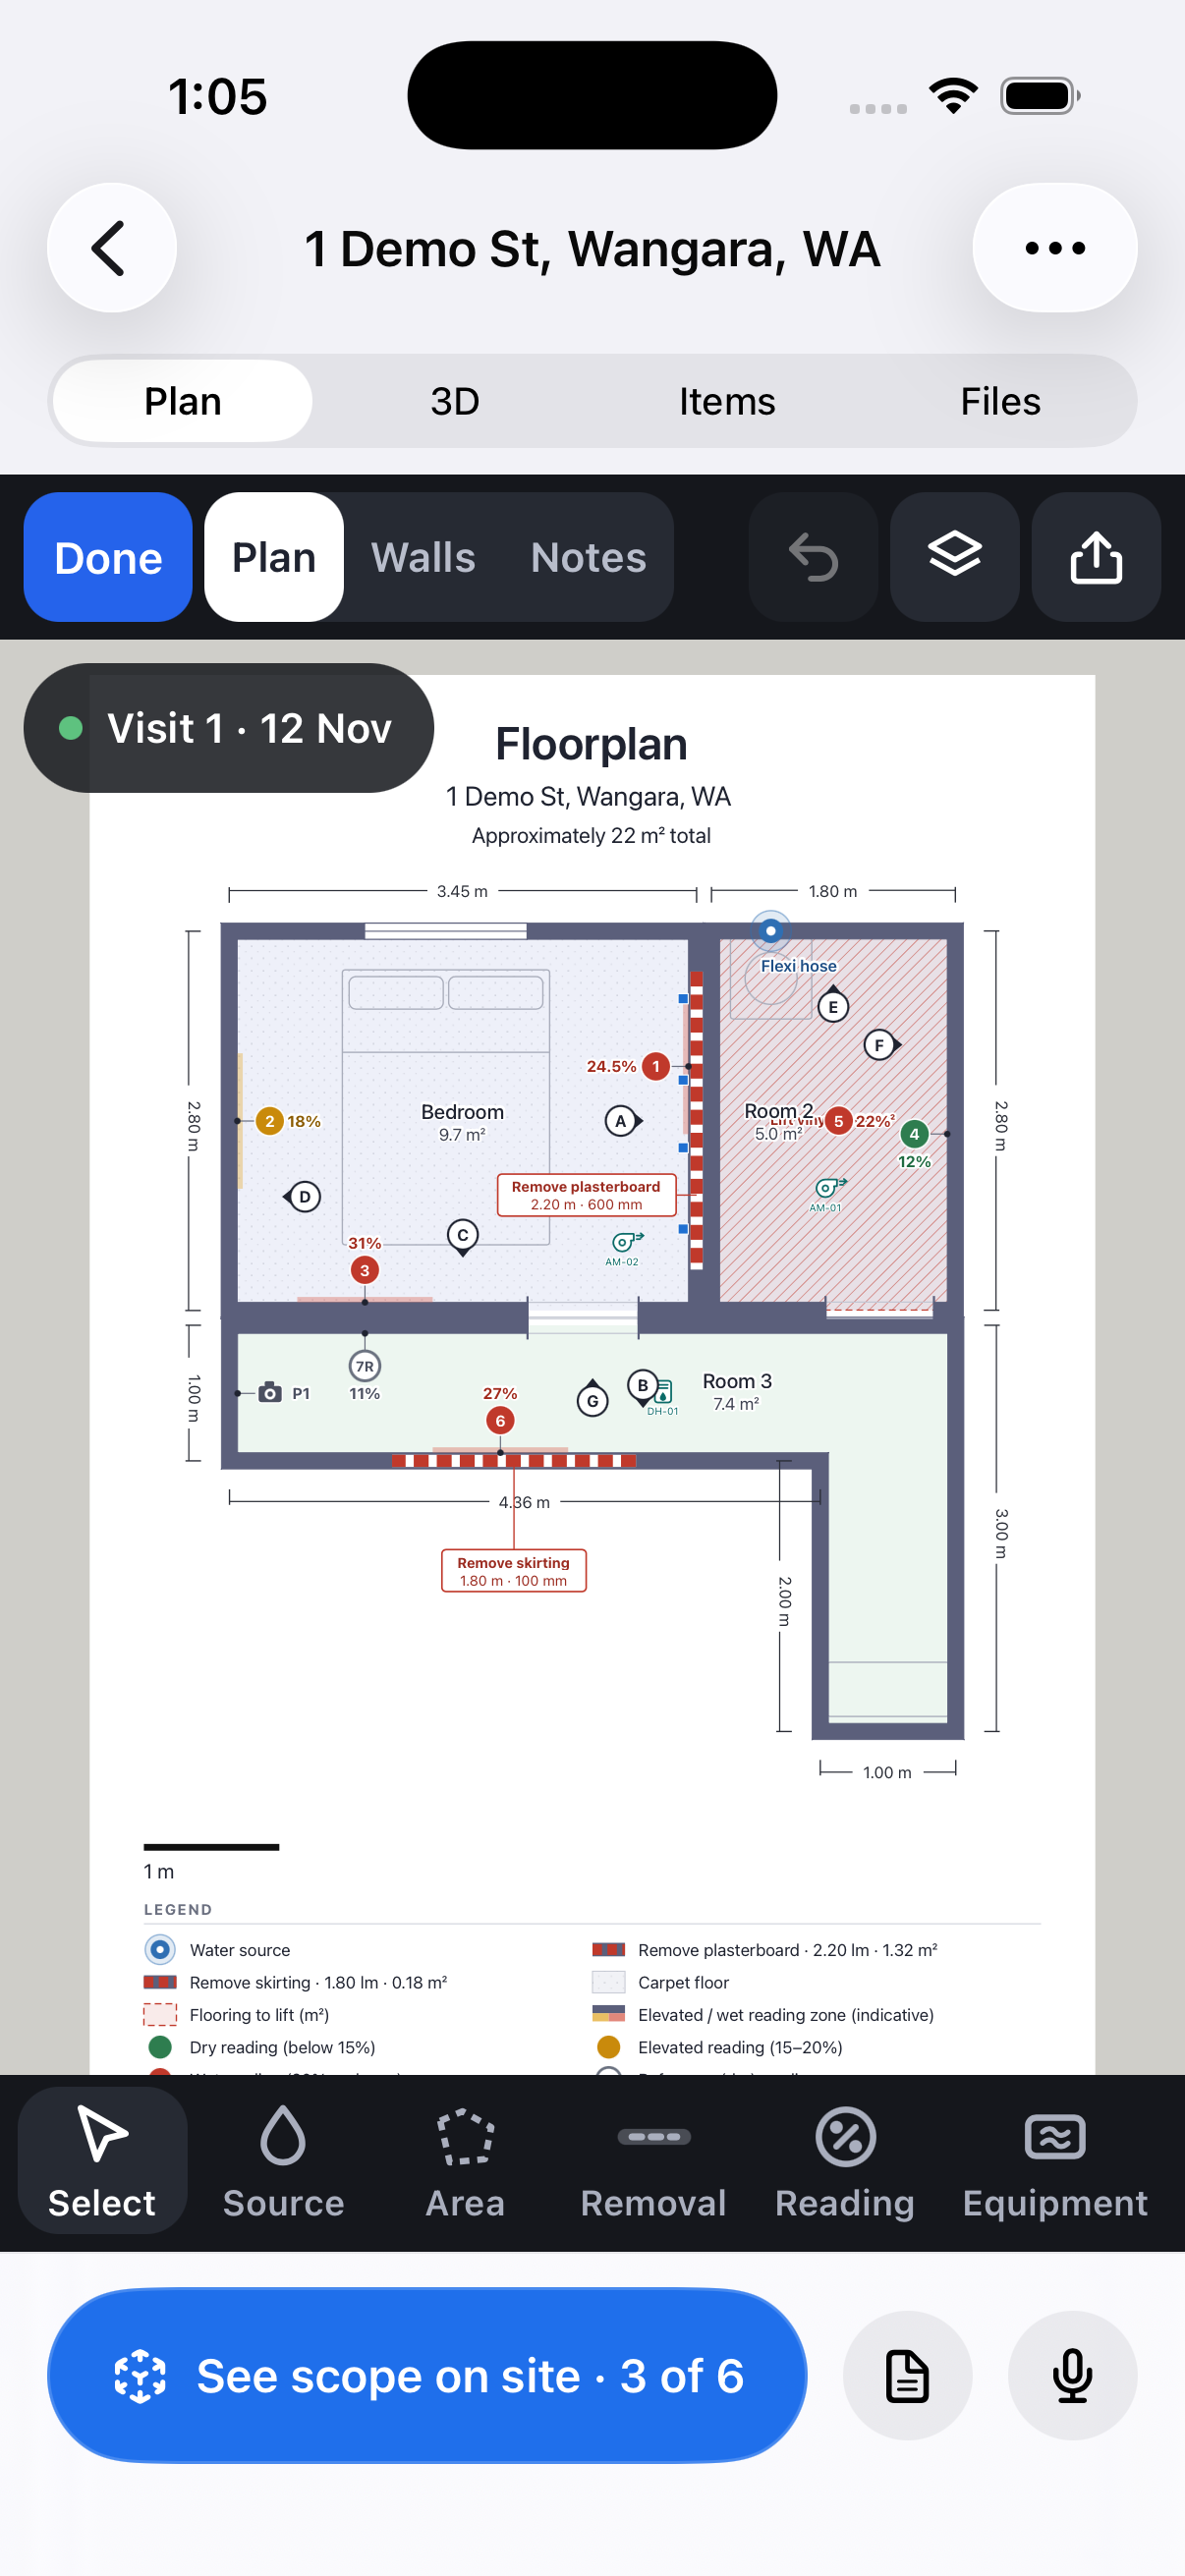 1:05
1 Demo St, Wangara, WA
Plan
3D
Items
Files
Done
Plan
Walls
Notes
Visit 1 · 12 Nov
Floorplan
1 Demo St, Wangara, WA
Approximately 22 m² total
3.45 m
1.80 m
Flexi hose
E
F
24.5%
1
2.80 m
2
18%
Bedroom
9.7 m²
A
Room 2
5.0 m²
5
22%
4
12%
2.80 m
D
Remove plasterboard
2.20 m · 600 mm
AM-01
C
31%
3
AM-02
1.00 m
7R
11%
P1
27%
6
G
B
DH-01
Room 3
7.4 m²
4.36 m
Remove skirting
1.80 m · 100 mm
2.00 m
3.00 m
1.00 m
1 m
LEGEND
Water source
Remove plasterboard · 2.20 lm · 1.32 m²
Remove skirting · 1.80 lm · 0.18 m²
Carpet floor
Flooring to lift (m²)
Elevated / wet reading zone (indicative)
Dry reading (below 15%)
Elevated reading (15–20%)
Select
Source
Area
Removal
Reading
Equipment
See scope on site · 3 of 6